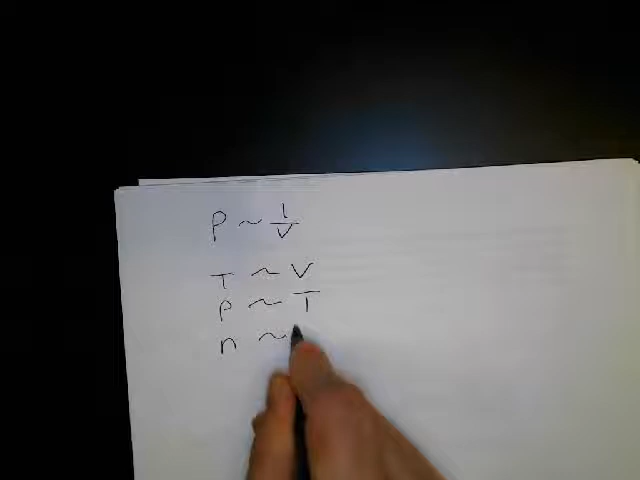 P ~ 1/V
T ~ V
P ~ T
n ~